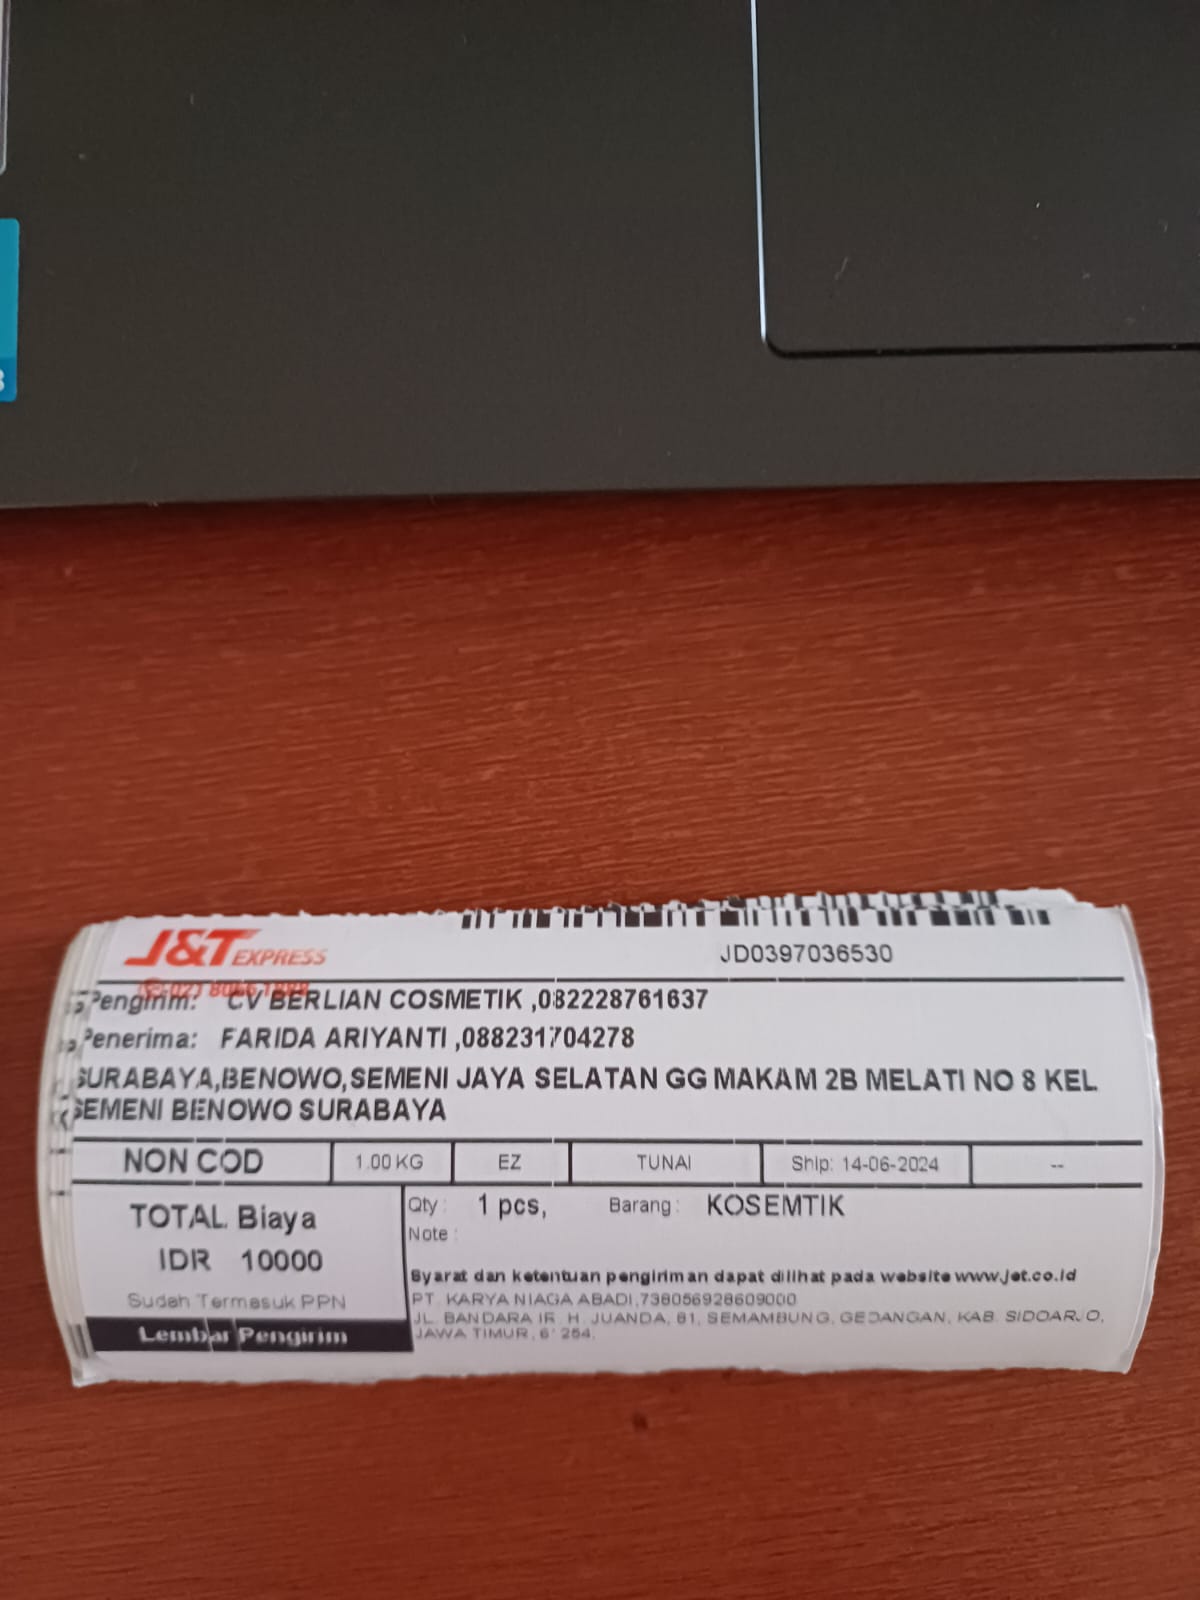 J&T EXPRESS
JD0397036530
Pengirim: CV BERLIAN COSMETIK ,082228761637
Penerima: FARIDA ARIYANTI ,088231704278
SURABAYA,BENOWO,SEMENI JAYA SELATAN GG MAKAM 2B MELATI NO 8 KEL
SEMENI BENOWO SURABAYA
NON COD 1.00 KG EZ TUNAI Ship: 14-06-2024 --
TOTAL Biaya
IDR 10000
Sudah Termasuk PPN
Lembar Pengirim
Qty : 1 pcs, Barang : KOSEMTIK
Note :
Syarat dan ketentuan pengiriman dapat dilihat pada website www.jet.co.id
PT. KARYA NIAGA ABADI,738056928609000
JL. BANDARA IR. H. JUANDA, 81, SEMAMBUNG, GEDANGAN, KAB. SIDOARJO,
JAWA TIMUR,